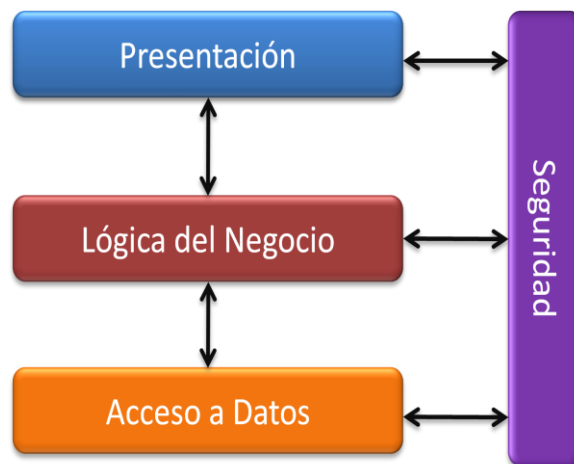 Presentación
Seguridad
Lógica del Negocio
Acceso a Datos